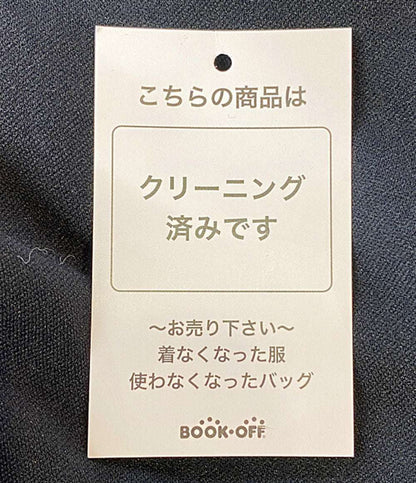 こちらの商品は
クリーニング
済みです
～お売り下さい～
着なくなった服
使わなくなったバッグ
BOOK・OFF